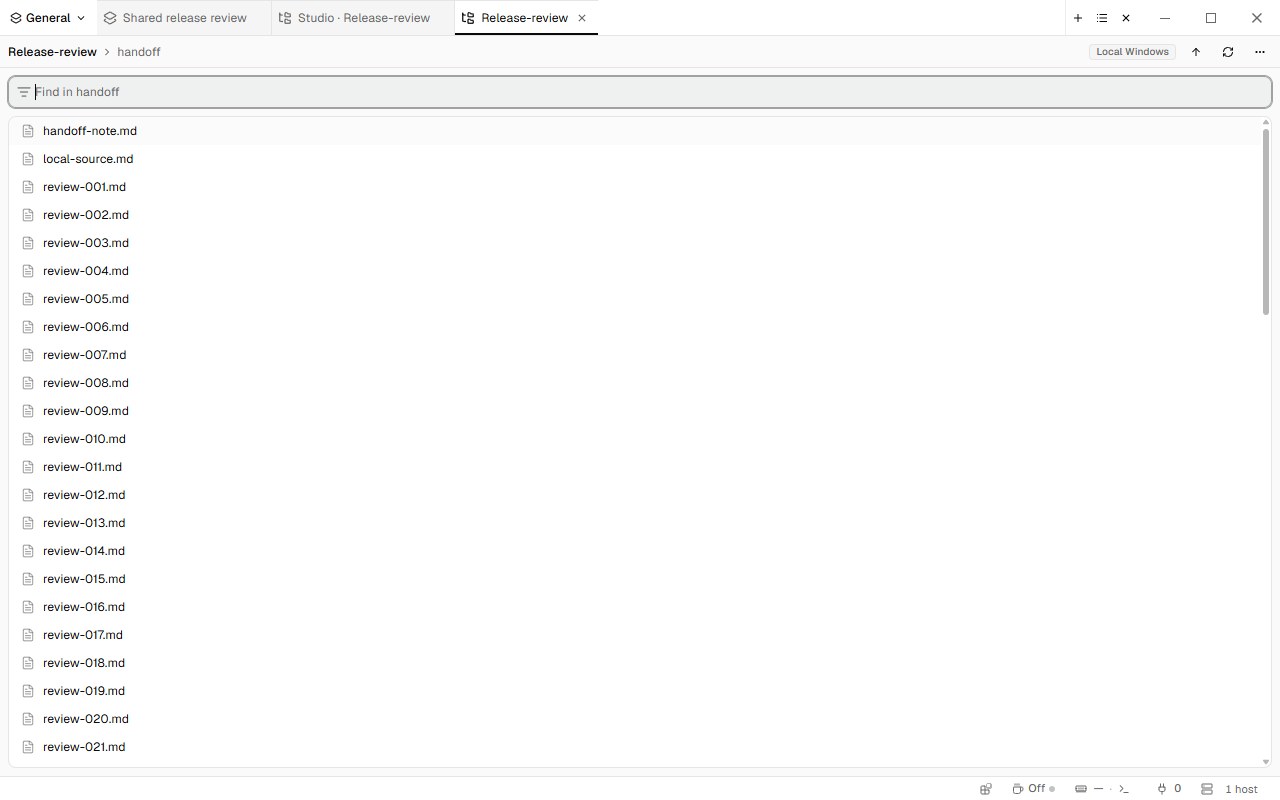 General
Shared release review
Studio · Release-review
Release-review
Release-review > handoff
Local Windows
Find in handoff
handoff-note.md
local-source.md
review-001.md
review-002.md
review-003.md
review-004.md
review-005.md
review-006.md
review-007.md
review-008.md
review-009.md
review-010.md
review-011.md
review-012.md
review-013.md
review-014.md
review-015.md
review-016.md
review-017.md
review-018.md
review-019.md
review-020.md
review-021.md
Off
— ·
0
1 host